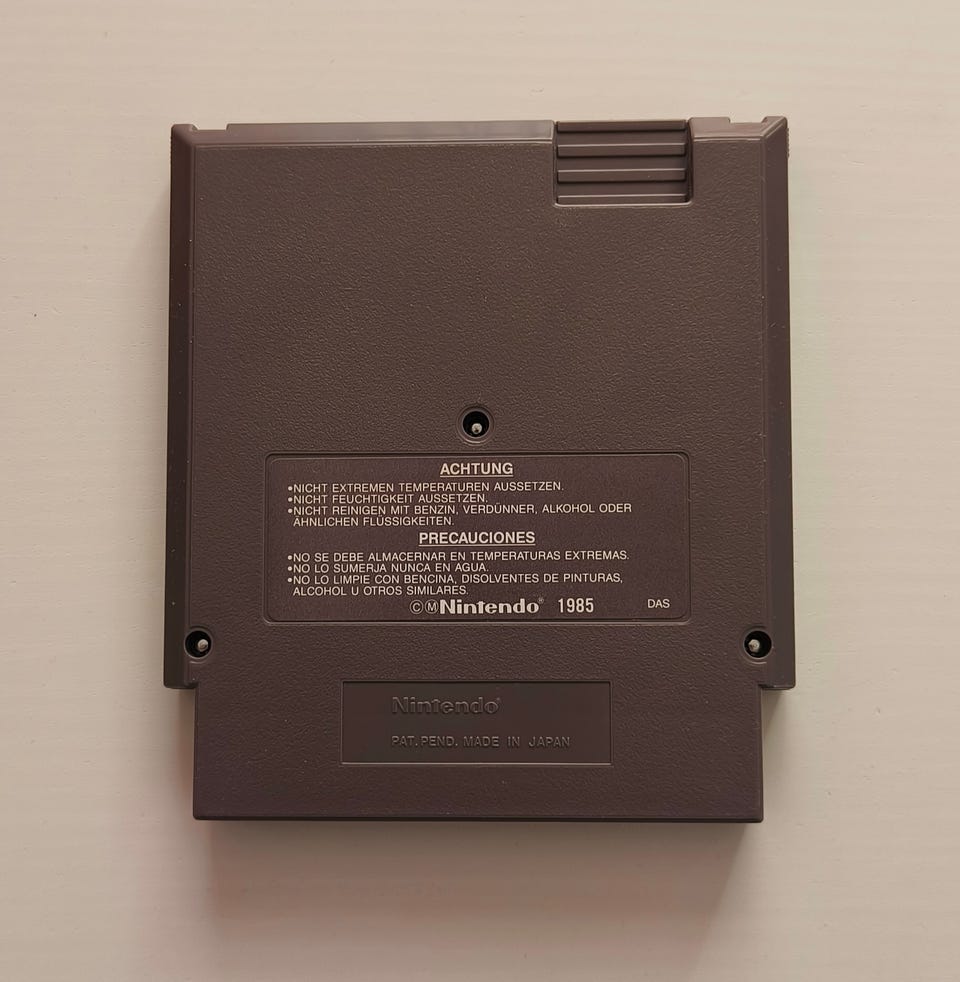 ACHTUNG
•NICHT EXTREMEN TEMPERATUREN AUSSETZEN.
•NICHT FEUCHTIGKEIT AUSSETZEN.
•NICHT REINIGEN MIT BENZIN, VERDÜNNER, ALKOHOL ODER
ÄHNLICHEN FLÜSSIGKEITEN.
PRECAUCIONES
•NO SE DEBE ALMACERNAR EN TEMPERATURAS EXTREMAS.
•NO LO SUMERJA NUNCA EN AGUA.
•NO LO LIMPIE CON BENCINA, DISOLVENTES DE PINTURAS,
ALCOHOL U OTROS SIMILARES.
©ⓂNintendo® 1985 DAS
Nintendo®
PAT. PEND. MADE IN JAPAN